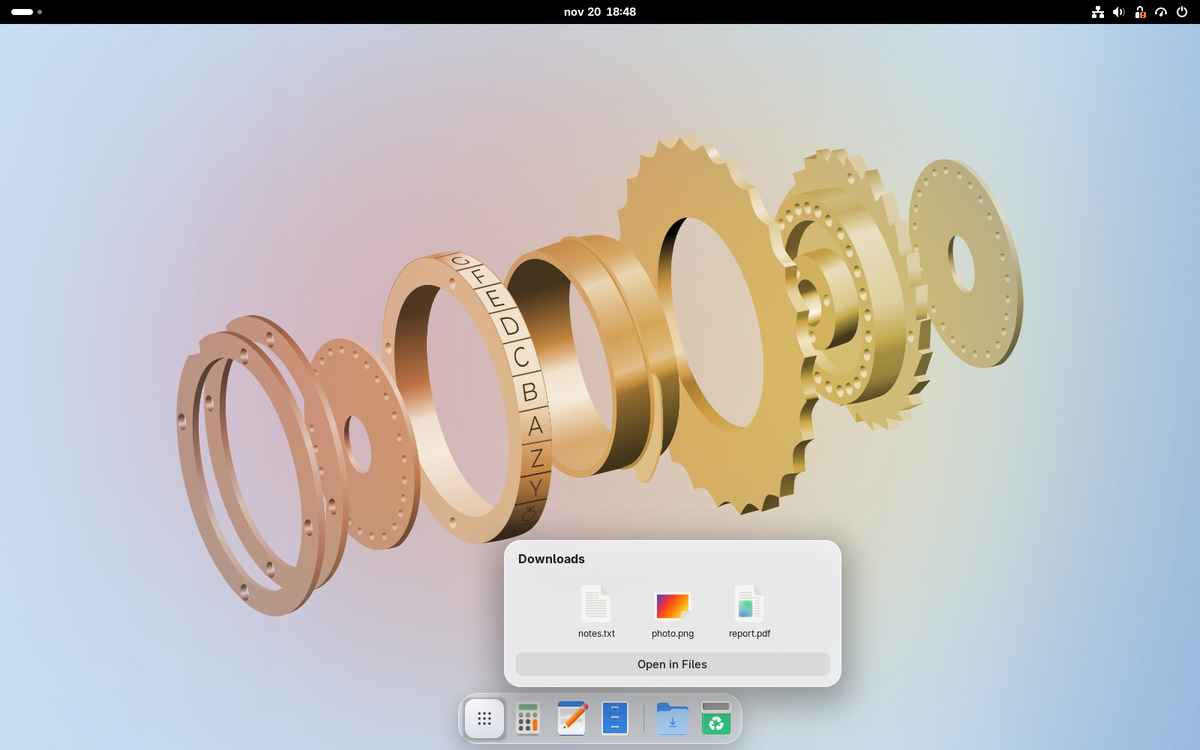 nov 20 18:48
G
F
E
D
C
B
A
Z
Y
Downloads
notes.txt photo.png report.pdf
Open in Files